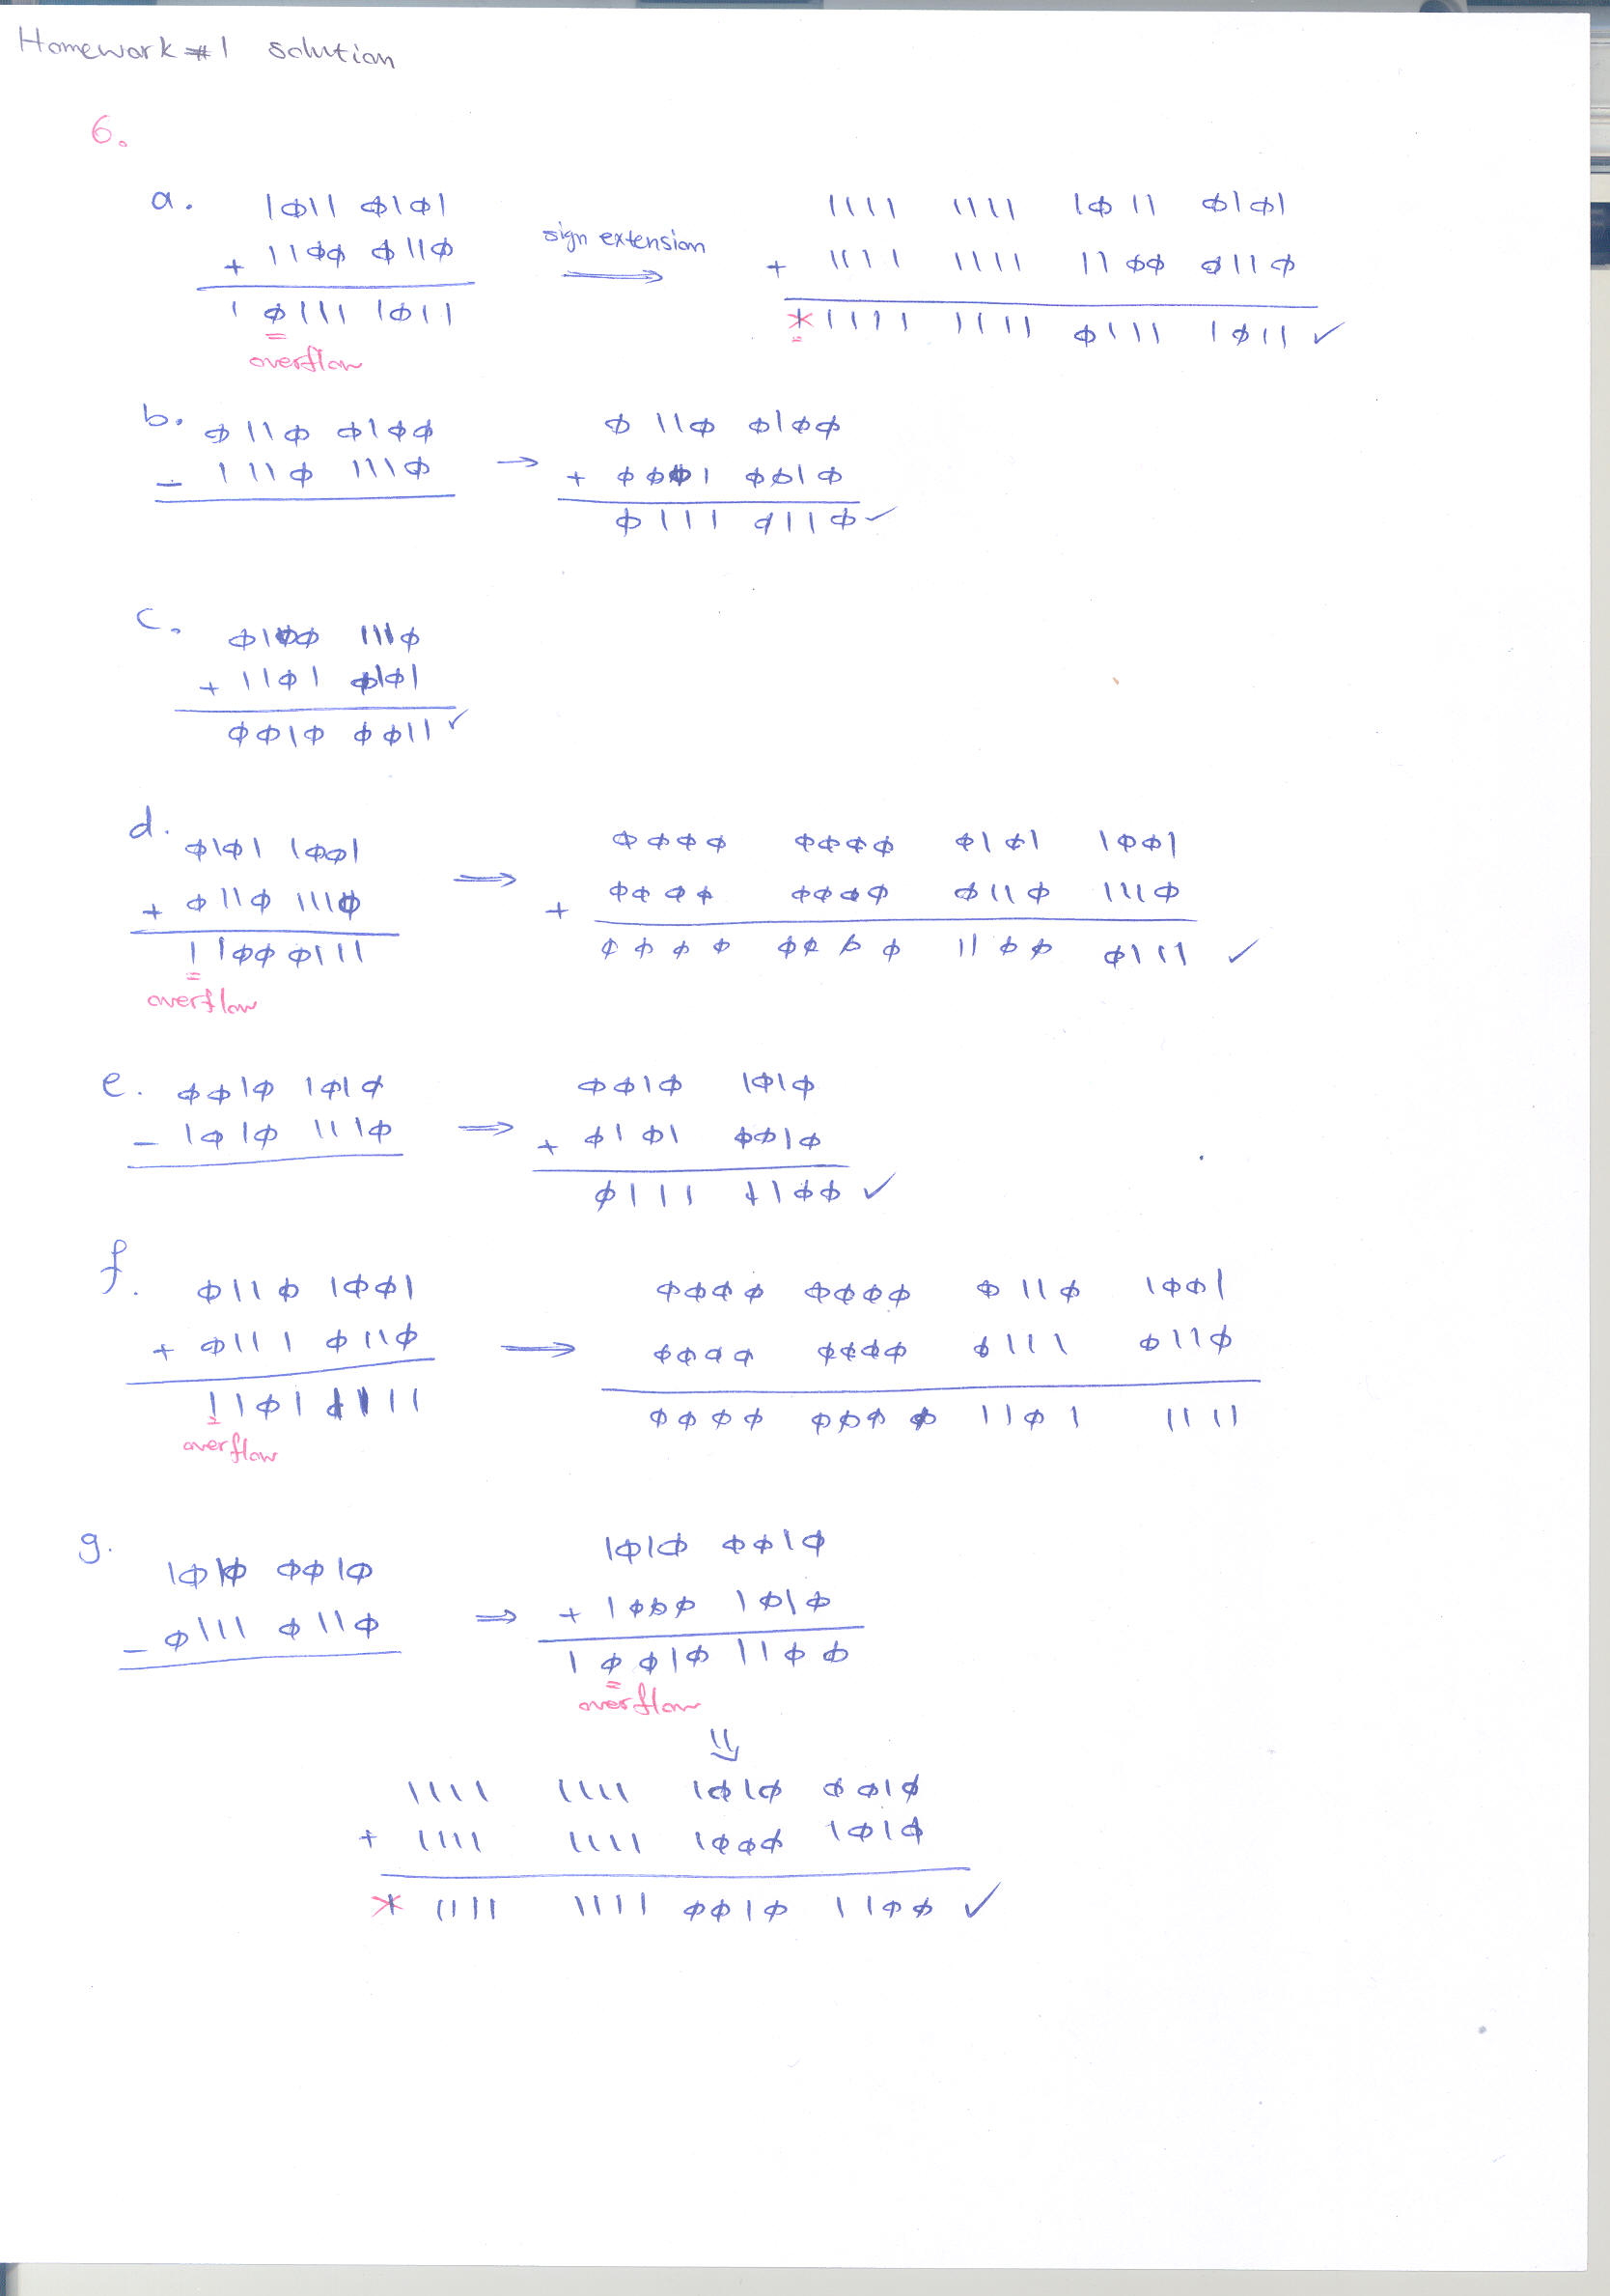 Homework #1 solution
6.
a. 1011 0101 1111 1111 1011 0101
+ 1100 0110 sign extension + 1111 1111 1100 0110
1 0111 1011 * 1111 1111 0111 1011 ✓
overflow
b. 0110 0100 → 0110 0100
- 1110 1110 + 0001 0010
0111 0110 ✓
c. 0100 1110
+ 1101 0101
0010 0011 ✓
d. 0101 1001 ⇒ 0000 0000 0101 1001
+ 0110 1110 + 0000 0000 0110 1110
1100 0111 0000 0000 1100 0111 ✓
overflow
e. 0010 1010 ⇒ 0010 1010
- 1010 1110 + 0101 0010
0111 1100 ✓
f. 0110 1001 ⇒ 0000 0000 0110 1001
+ 0111 0110 0000 0000 0111 0110
1101 1111 0000 0000 1101 1111
overflow
g. 1010 0010 ⇒ 1010 0010
- 0111 0110 + 1000 1010
1 0010 1100
overflow
⇓
1111 1111 1010 0010
+ 1111 1111 1000 1010
* 1111 1111 0010 1100 ✓